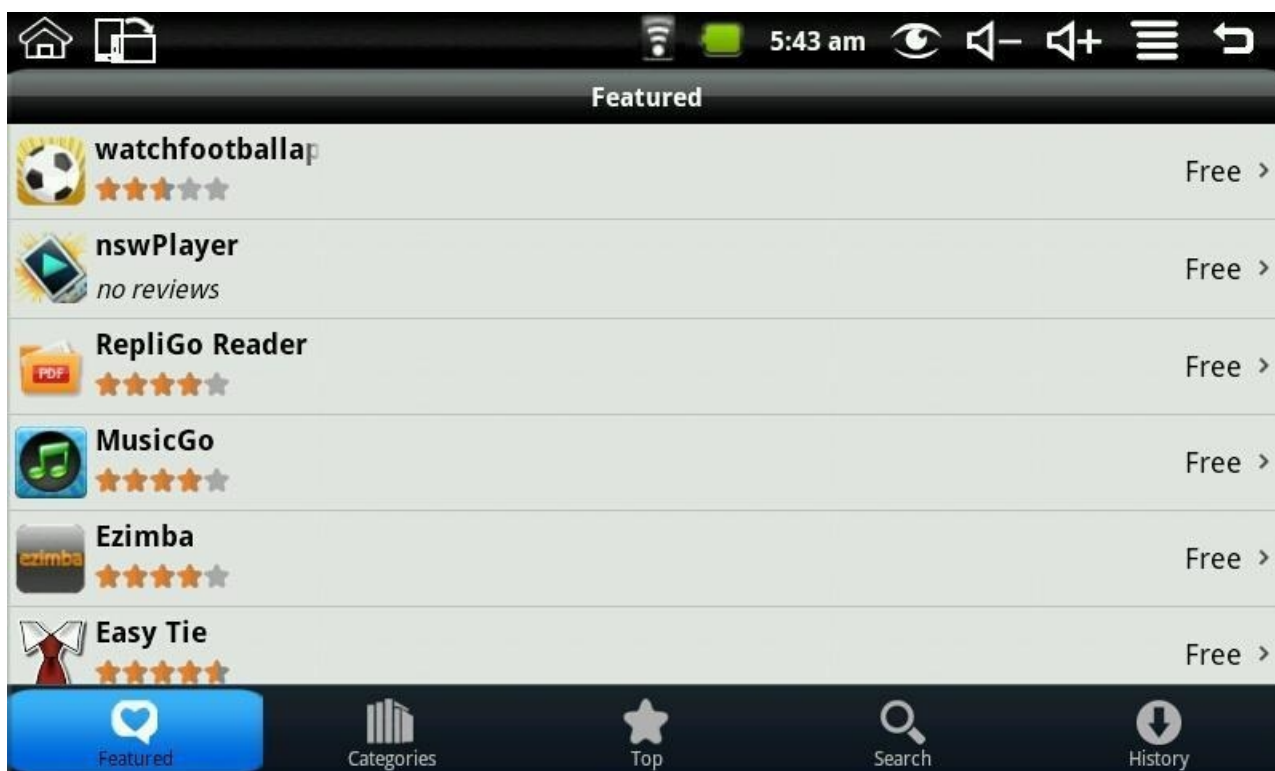 5:43 am
Featured
watchfootballap
Free
nswPlayer
no reviews
Free
RepliGo Reader
PDF
Free
MusicGo
Free
Ezimba
ezimba
Free
Easy Tie
Free
Featured
Categories
Top
Search
History